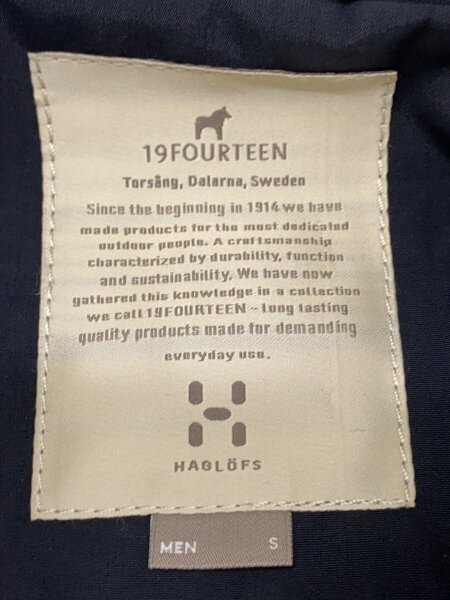 19FOURTEEN
Torsång, Dalarna, Sweden
Since the beginning in 1914 we have
made products for the most dedicated
outdoor people. A craftsmanship
characterized by durability, function
and sustainability. We have now
gathered this knowledge in a collection
we call 19FOURTEEN - long lasting
quality products made for demanding
everyday use.
HAGLÖFS
MEN S